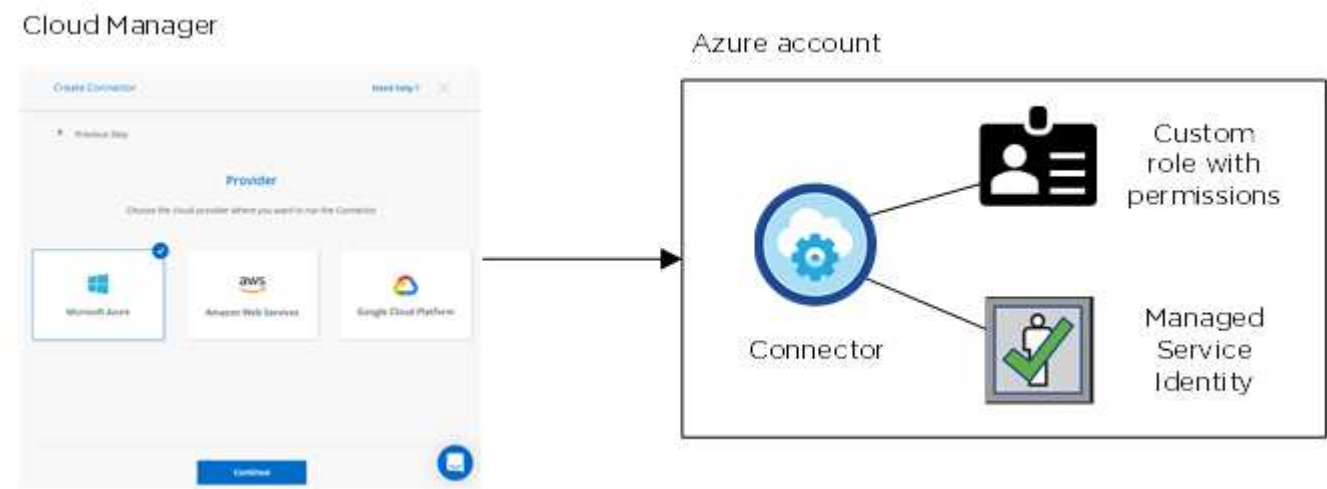 Cloud Manager
Azure account
Create Connector
Need help?
Previous Step
Provider
Choose the cloud provider where you want to run the Connector
Microsoft Azure
aws
Amazon Web Services
Google Cloud Platform
Continue
Connector
Custom
role with
permissions
Managed
Service
Identity